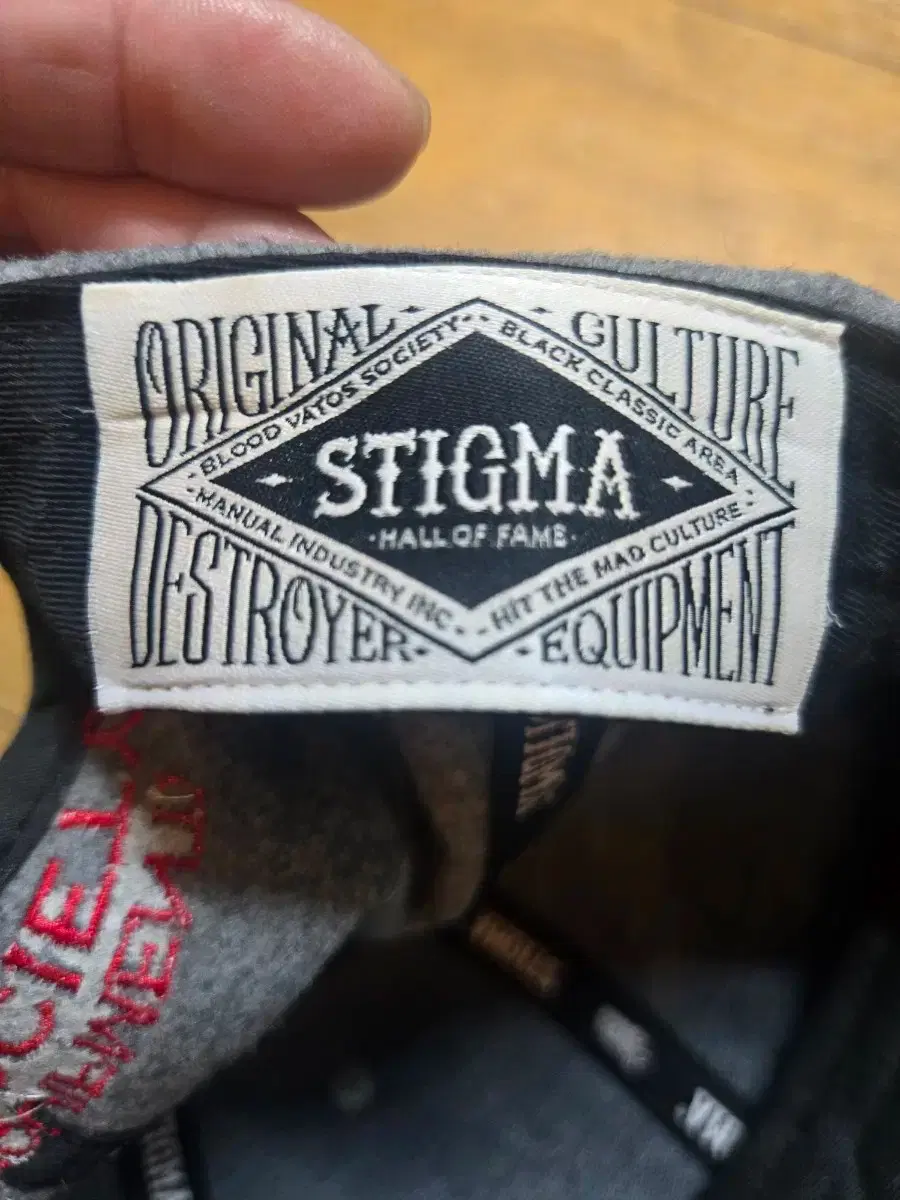 ORIGINAL CULTURE
BLOOD VATOS SOCIETY
BLACK CLASSIC AREA
STIGMA
HALL OF FAME
MANUAL INDUSTRY INC
HIT THE MAD CULTURE
DESTROYER EQUIPMENT